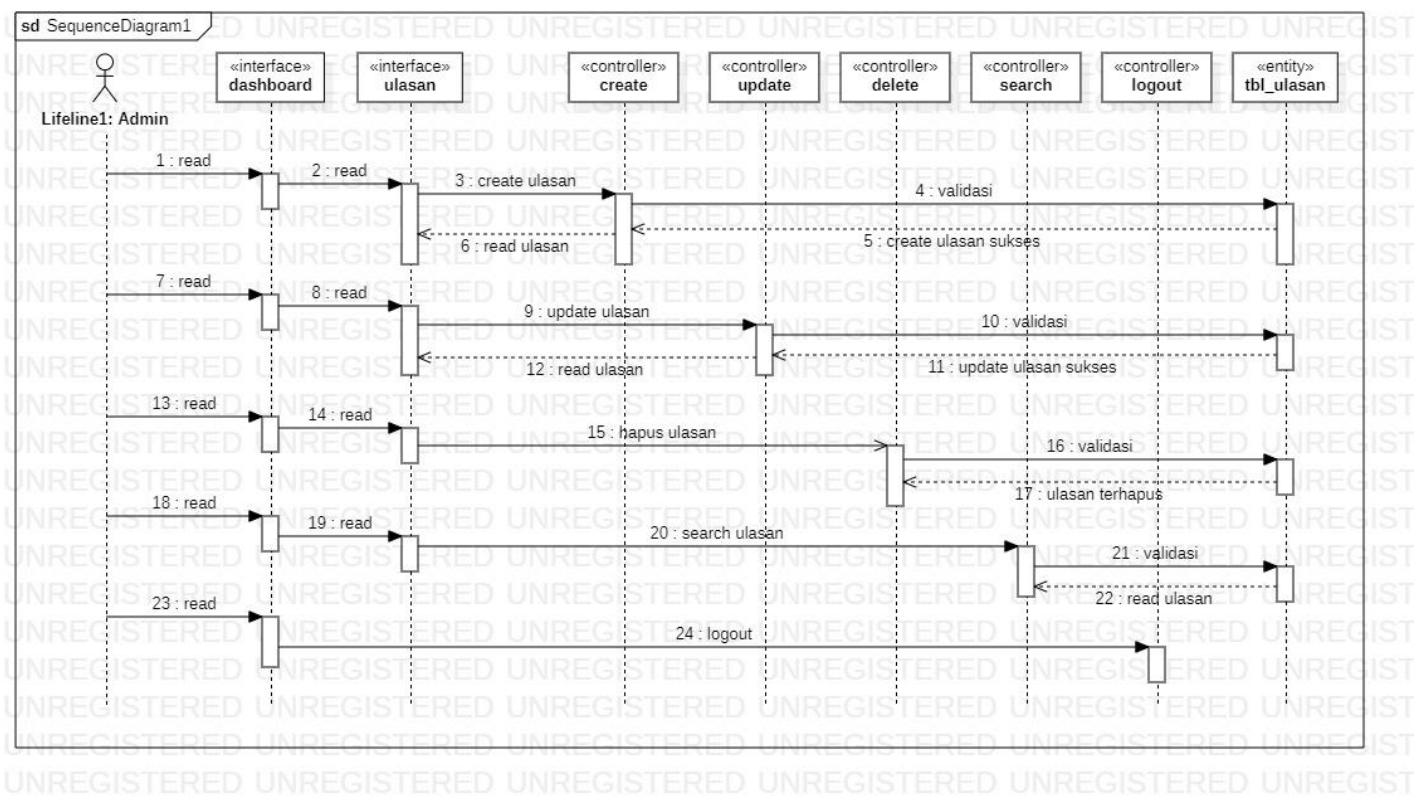 sd SequenceDiagram1
«interface»
dashboard
«interface»
ulasan
«controller»
create
«controller»
update
«controller»
delete
«controller»
search
«controller»
logout
«entity»
tbl_ulasan
Lifeline1: Admin
1 : read
2 : read
3 : create ulasan
4 : validasi
5 : create ulasan sukses
6 : read ulasan
7 : read
8 : read
9 : update ulasan
10 : validasi
11 : update ulasan sukses
12 : read ulasan
13 : read
14 : read
15 : hapus ulasan
16 : validasi
17 : ulasan terhapus
18 : read
19 : read
20 : search ulasan
21 : validasi
22 : read ulasan
23 : read
24 : logout
UNREGISTERED UNREGISTERED UNREGISTERED UNREGISTERED UNREGISTERED UNREGIST